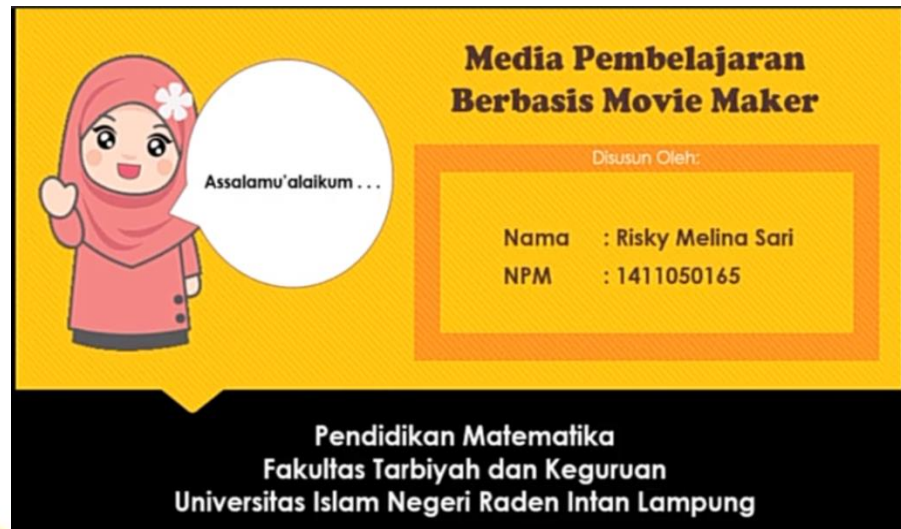 Media Pembelajaran
Berbasis Movie Maker
Disusun Oleh:
Assalamu'alaikum . . .
Nama : Risky Melina Sari
NPM : 1411050165
Pendidikan Matematika
Fakultas Tarbiyah dan Keguruan
Universitas Islam Negeri Raden Intan Lampung